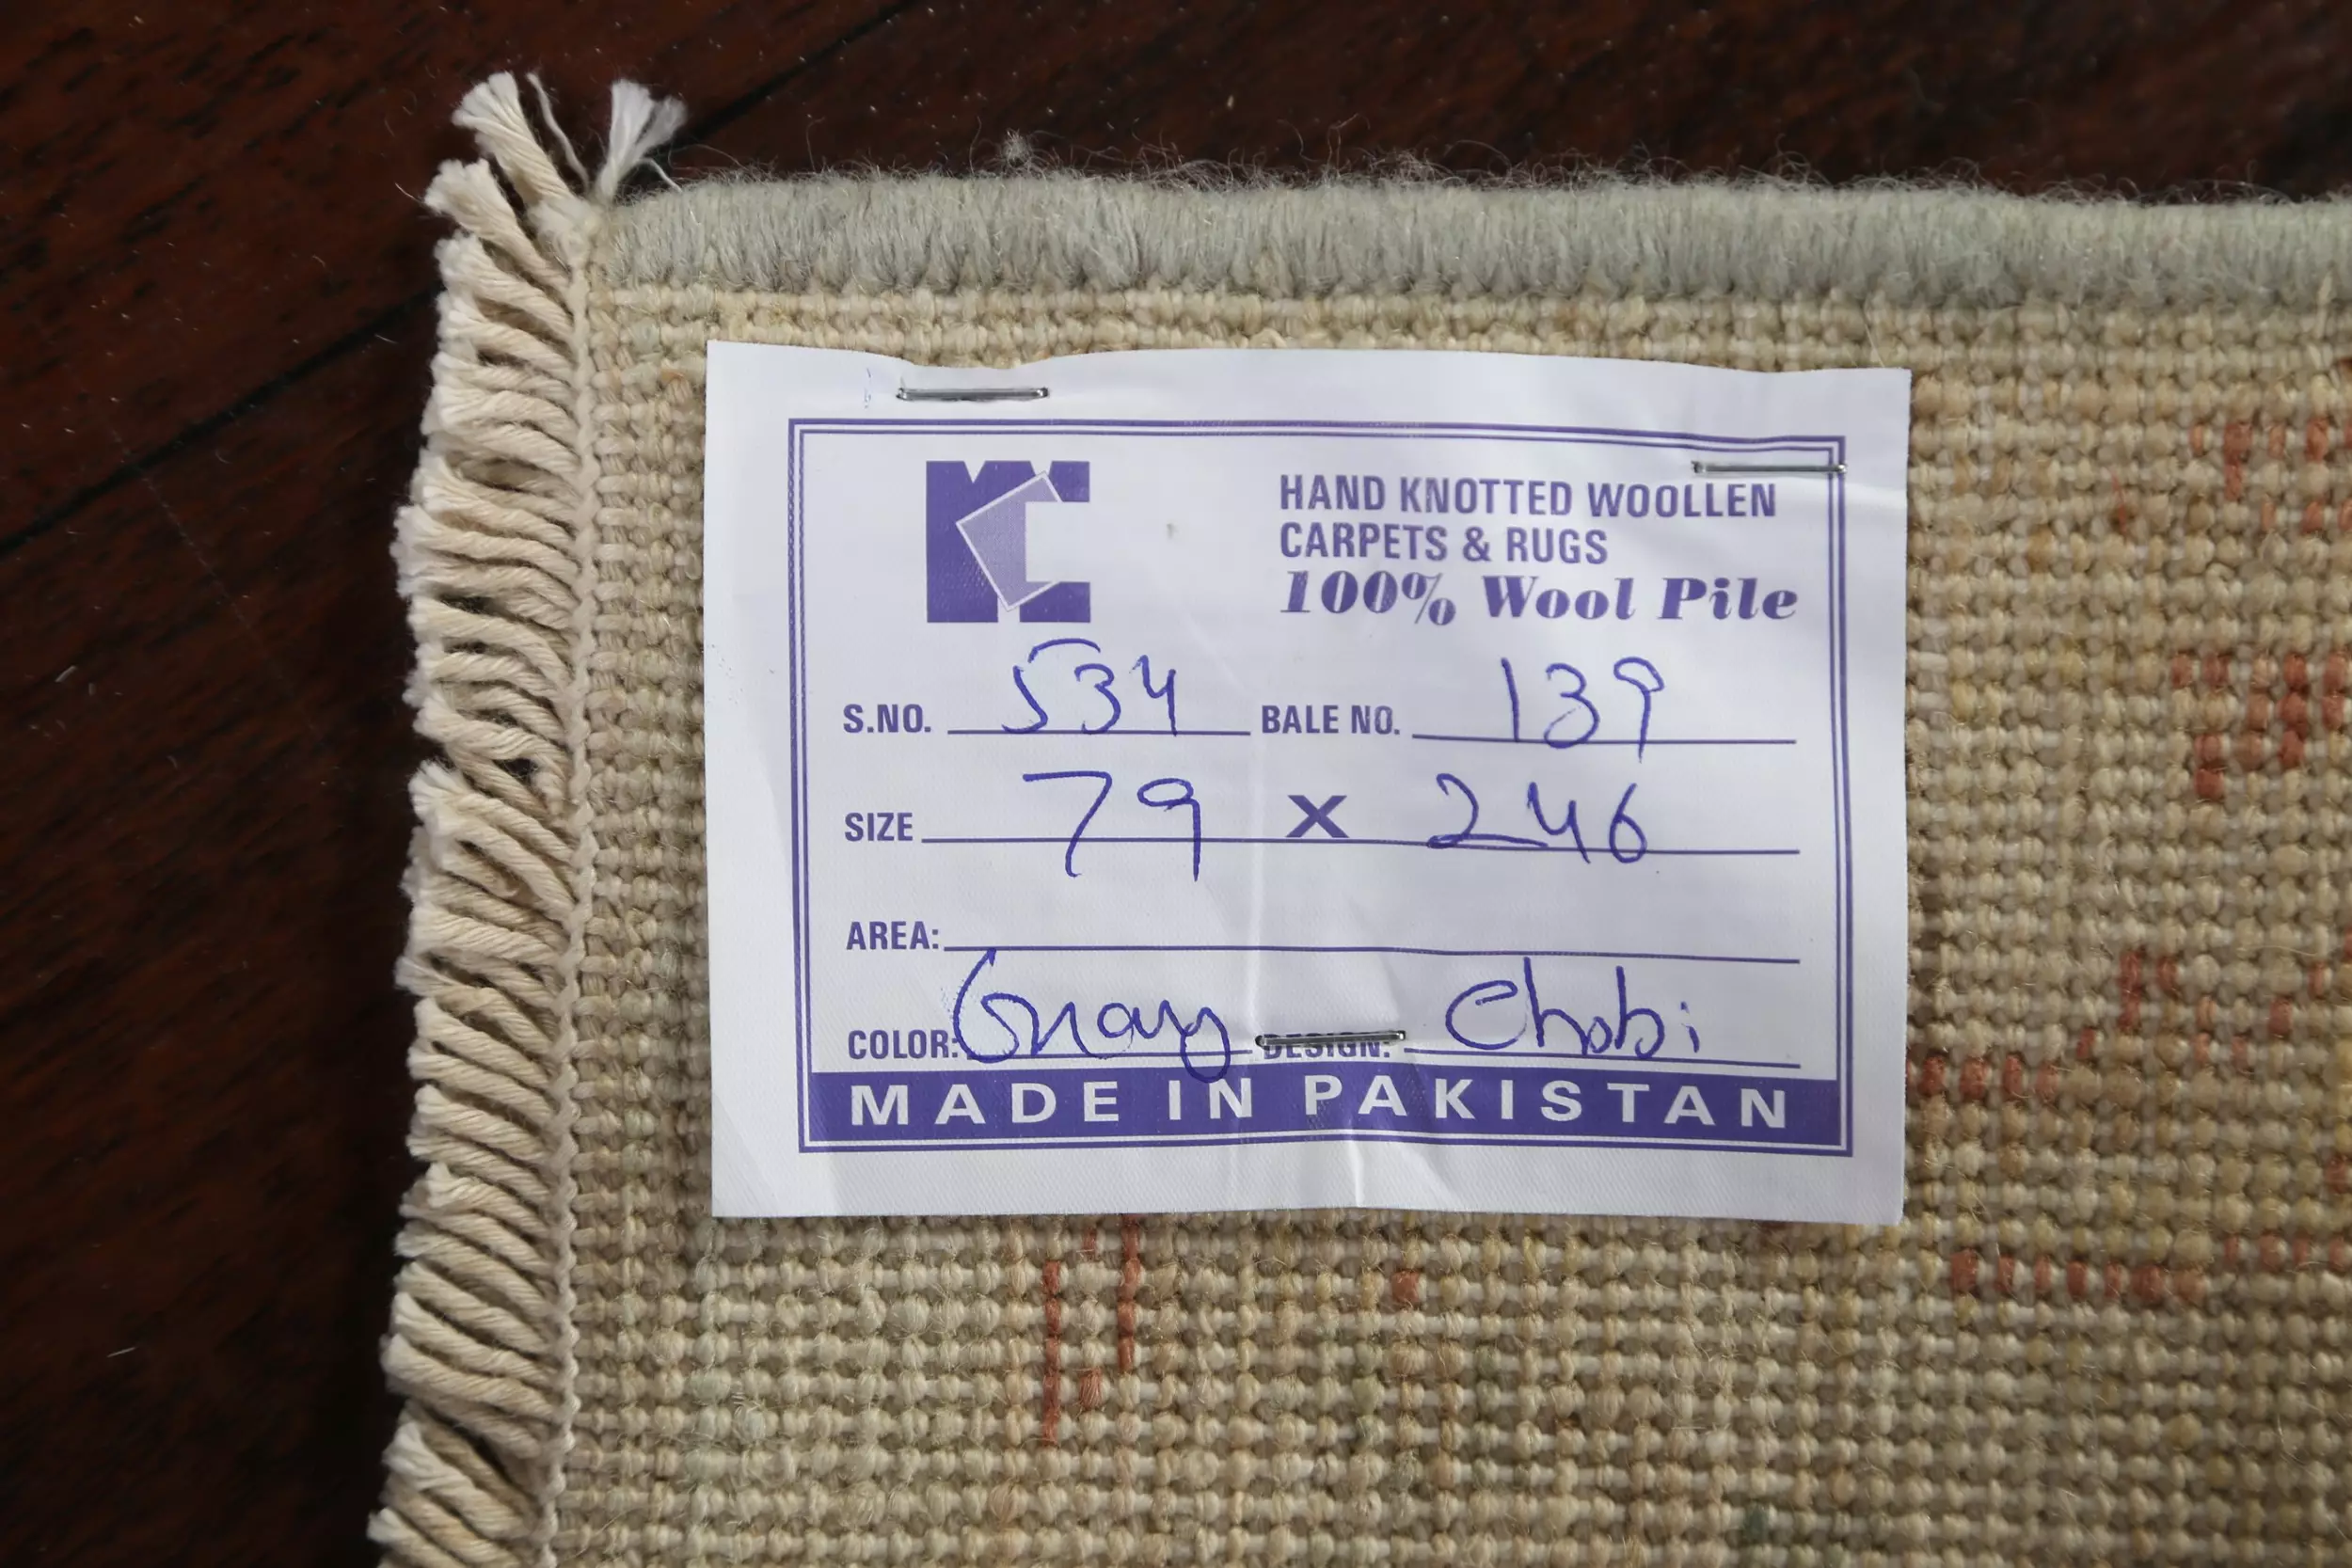 KC
HAND KNOTTED WOOLLEN
CARPETS & RUGS
100% Wool Pile
S.NO. 534 BALE NO. 139
SIZE 79 X 246
AREA:
COLOR: Gray DESIGN: Chobi
MADE IN PAKISTAN